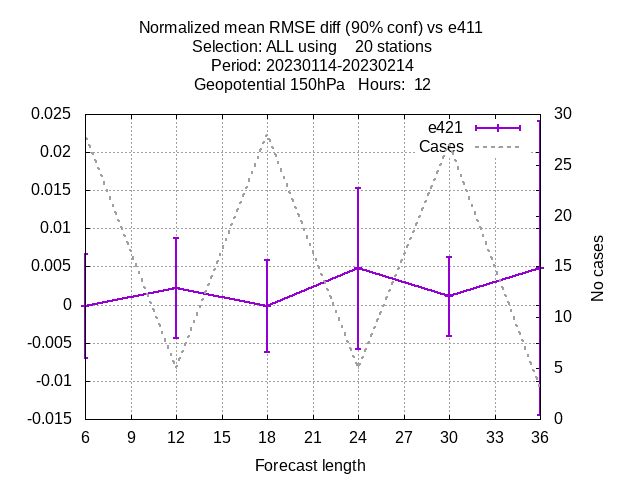 Normalized mean RMSE diff (90% conf) vs e411
Selection: ALL using    20 stations
Period: 20230114-20230214
Geopotential 150hPa   Hours:  12
e421
Cases
0.025
0.02
0.015
0.01
0.005
0
-0.005
-0.01
-0.015
30
25
20
15
10
5
0
No cases
6 9 12 15 18 21 24 27 30 33 36
Forecast length